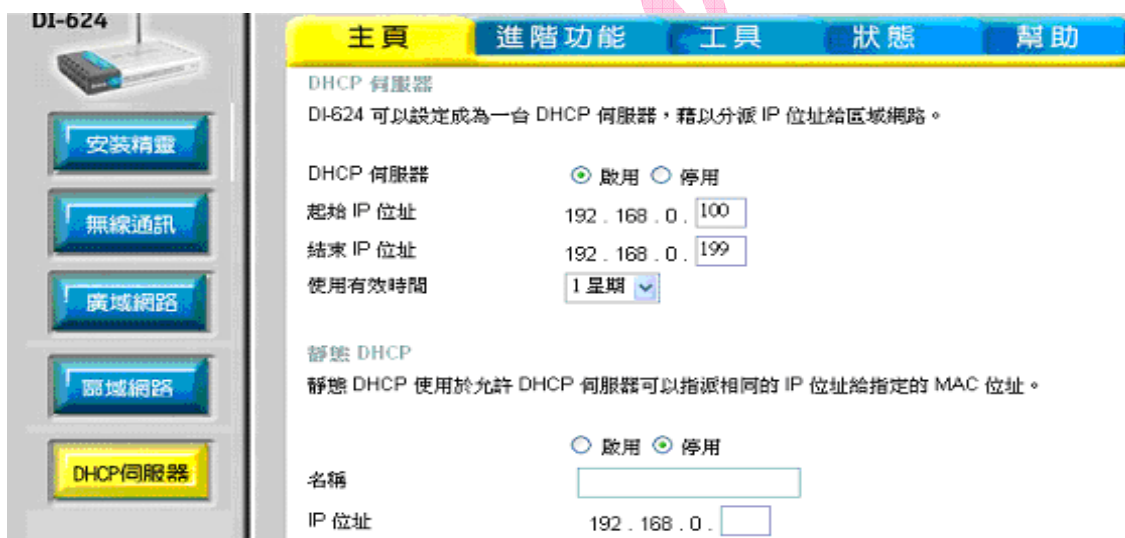 DI-624
主頁 進階功能 工具 狀態 幫助
安裝精靈
無線通訊
廣域網路
區域網路
DHCP伺服器
DHCP 伺服器
DI-624 可以設定成為一台 DHCP 伺服器，藉以分派 IP 位址給區域網路。
DHCP 伺服器 啟用 停用
起始 IP 位址 192 . 168 . 0 . 100
結束 IP 位址 192 . 168 . 0 . 199
使用有效時間 1 星期
靜態 DHCP
靜態 DHCP 使用於允許 DHCP 伺服器可以指派相同的 IP 位址給指定的 MAC 位址。
啟用 停用
名稱
IP 位址 192 . 168 . 0 .